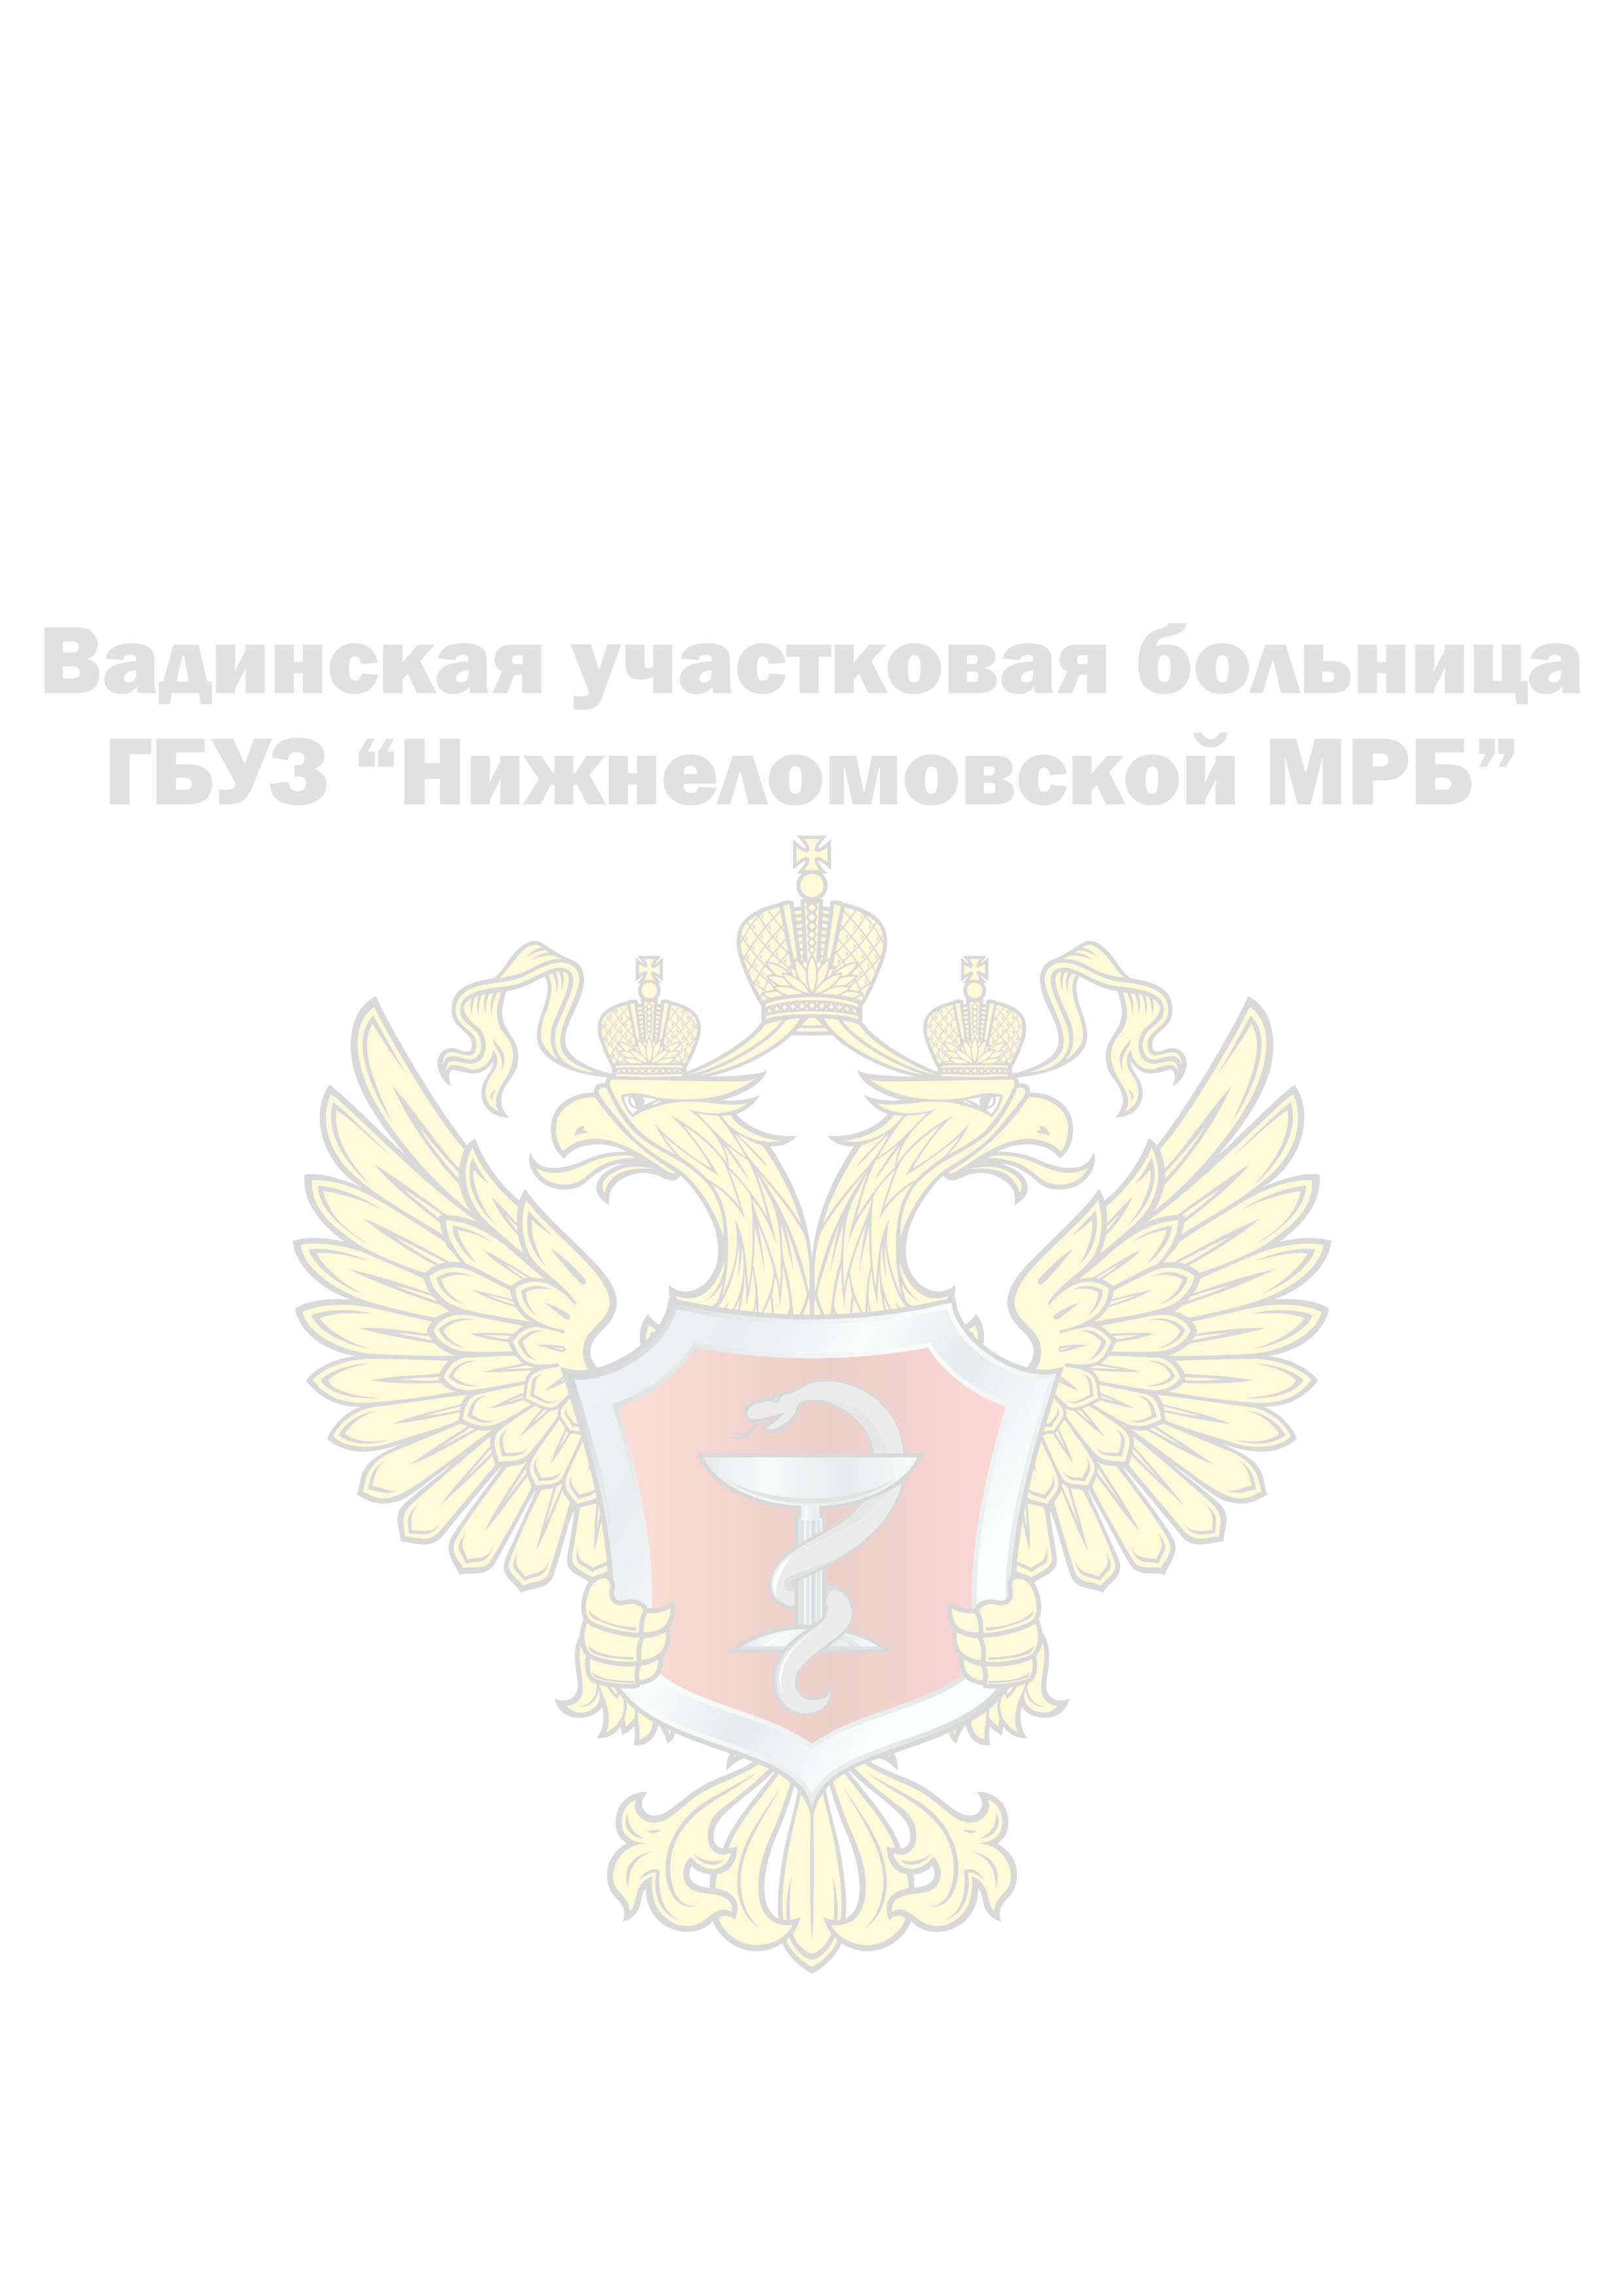 Вадинская участковая больница
ГБУЗ “Нижнеломовской МРБ”